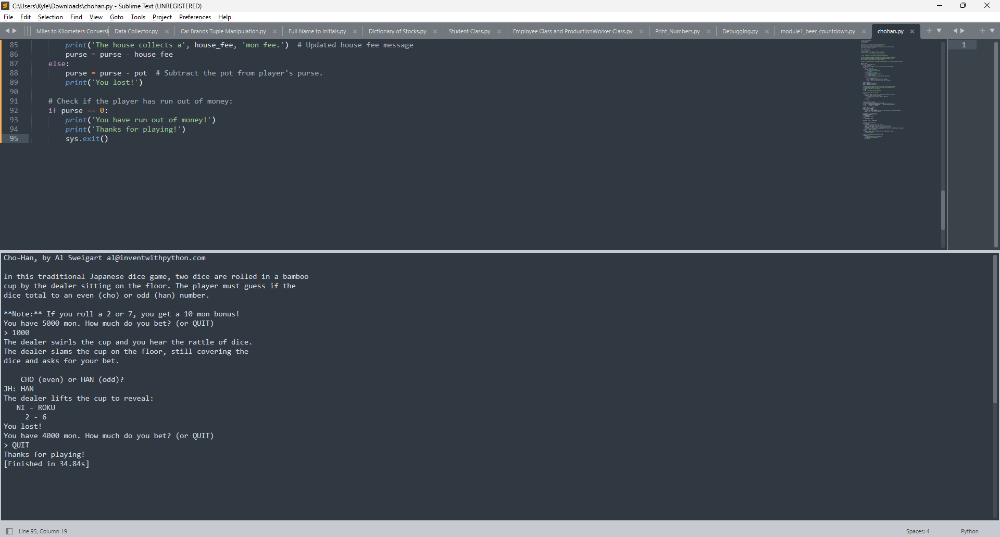 C:\Users\Kyle\Downloads\chohan.py - Sublime Text (UNREGISTERED)
File Edit Selection Find View Goto Tools Project Preferences Help
Miles to Kilometers Conversi Data Collector.py Car Brands Tuple Manipulation.py Full Name to Initials.py Dictionary of Stocks.py Student Class.py Employee Class and ProductionWorker Class.py Print_Numbers.py Debugging.py module1_beer_countdown.py chohan.py
85 print('The house collects a', house_fee, 'mon fee.')  # Updated house fee message
86 purse = purse - house_fee
87 else:
88 purse = purse - pot  # Subtract the pot from player's purse.
89 print('You lost!')
90
91 # Check if the player has run out of money:
92 if purse == 0:
93 print('You have run out of money!')
94 print('Thanks for playing!')
95 sys.exit()
1
Cho-Han, by Al Sweigart al@inventwithpython.com
In this traditional Japanese dice game, two dice are rolled in a bamboo
cup by the dealer sitting on the floor. The player must guess if the
dice total to an even (cho) or odd (han) number.
**Note:** If you roll a 2 or 7, you get a 10 mon bonus!
You have 5000 mon. How much do you bet? (or QUIT)
> 1000
The dealer swirls the cup and you hear the rattle of dice.
The dealer slams the cup on the floor, still covering the
dice and asks for your bet.
CHO (even) or HAN (odd)?
JH: HAN
The dealer lifts the cup to reveal:
NI - ROKU
2 - 6
You lost!
You have 4000 mon. How much do you bet? (or QUIT)
> QUIT
Thanks for playing!
[Finished in 34.84s]
Line 95, Column 19
Spaces: 4
Python